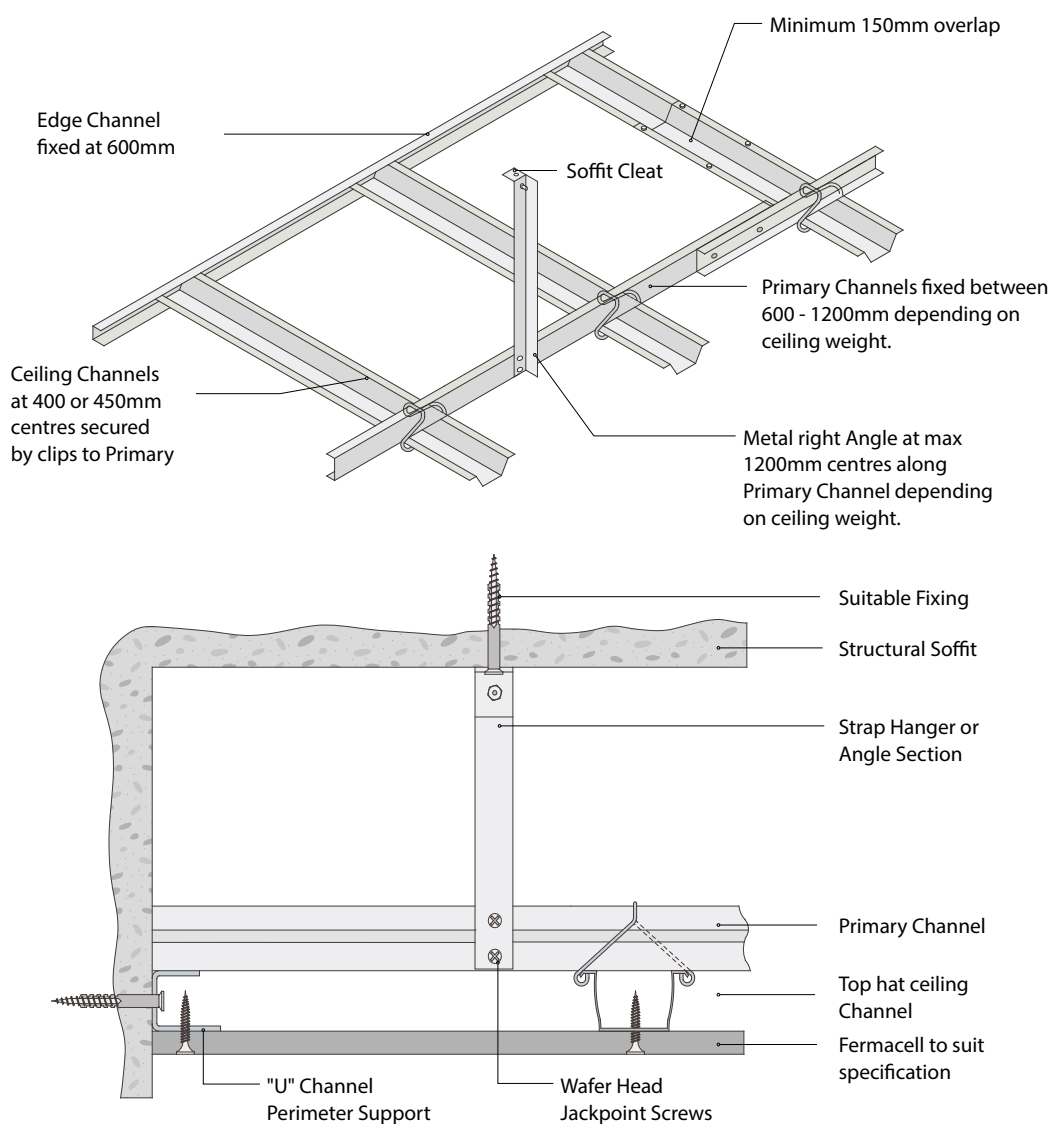 Minimum 150mm overlap
Edge Channel
fixed at 600mm
Soffit Cleat
Primary Channels fixed between
600 - 1200mm depending on
ceiling weight.
Ceiling Channels
at 400 or 450mm
centres secured
by clips to Primary
Metal right Angle at max
1200mm centres along
Primary Channel depending
on ceiling weight.
Suitable Fixing
Structural Soffit
Strap Hanger or
Angle Section
Primary Channel
Top hat ceiling
Channel
Fermacell to suit
specification
"U" Channel
Perimeter Support
Wafer Head
Jackpoint Screws